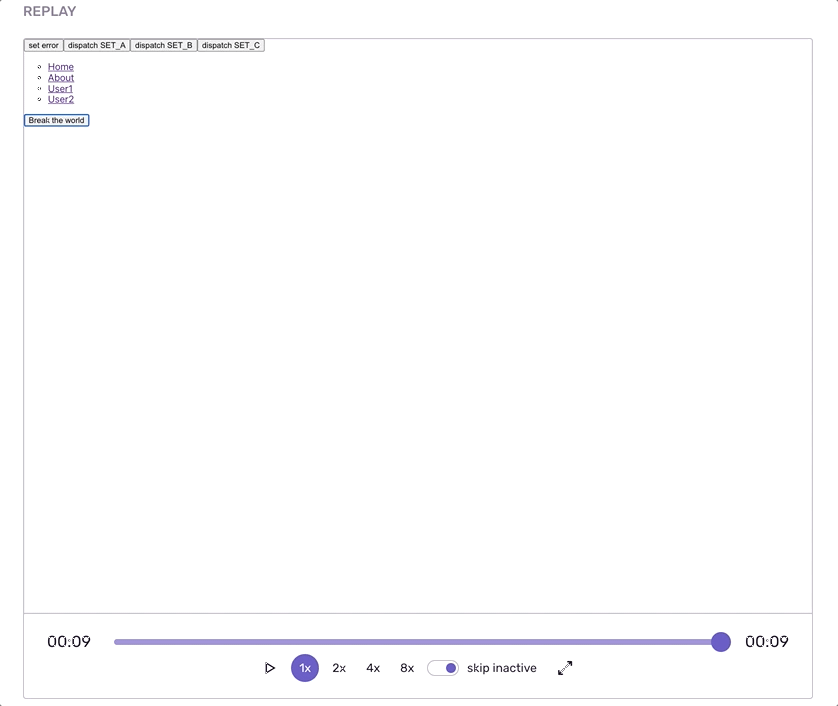 REPLAY
set error dispatch SET_A dispatch SET_B dispatch SET_C
Home
About
User1
User2
Break the world
00:09 00:09
1x 2x 4x 8x skip inactive